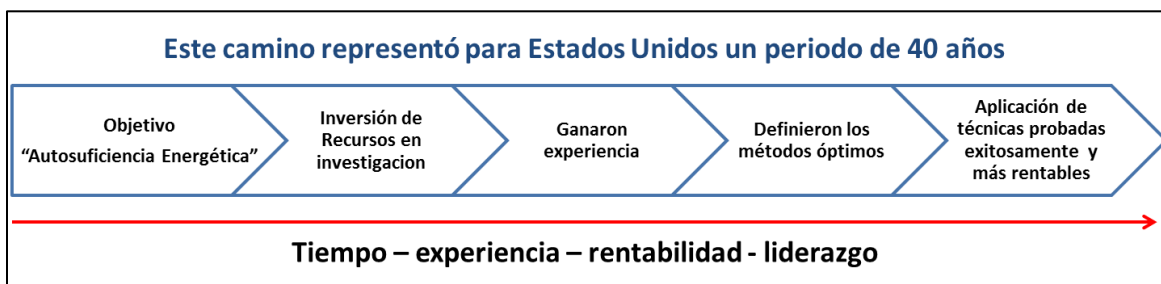 Este camino representó para Estados Unidos un periodo de 40 años
Objetivo
“Autosuficiencia Energética”
Inversión de
Recursos en
investigacion
Ganaron
experiencia
Definieron los
métodos óptimos
Aplicación de
técnicas probadas
exitosamente y
más rentables
Tiempo – experiencia – rentabilidad - liderazgo